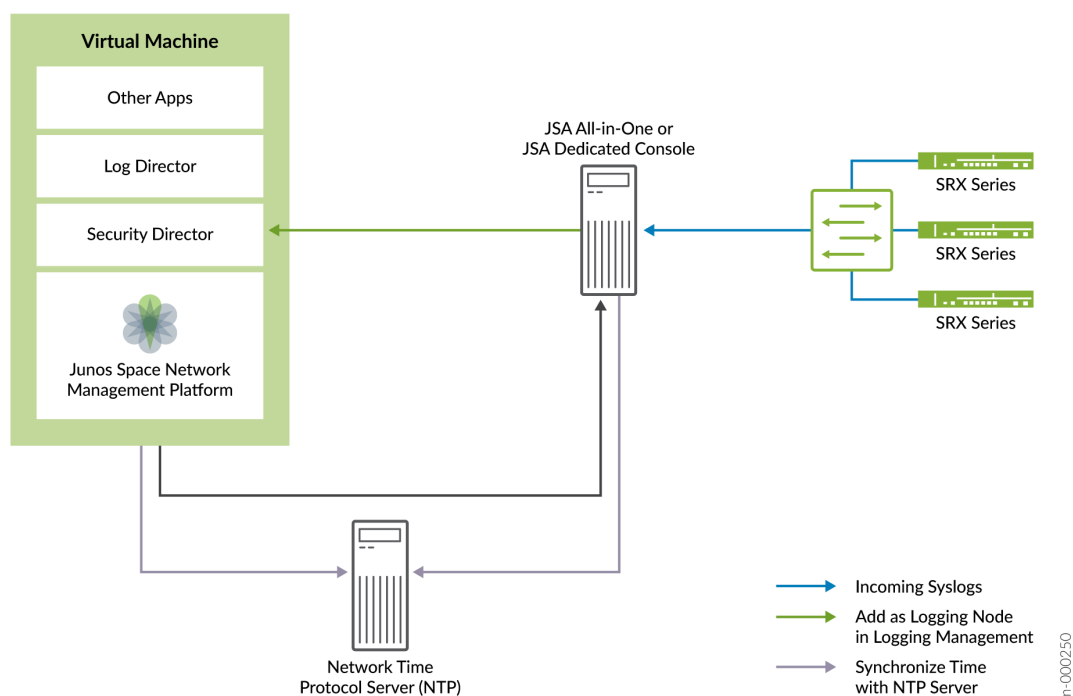 Virtual Machine
Other Apps
Log Director
Security Director
Junos Space Network
Management Platform
JSA All-in-One or
JSA Dedicated Console
SRX Series
SRX Series
SRX Series
Network Time
Protocol Server (NTP)
Incoming Syslogs
Add as Logging Node
in Logging Management
Synchronize Time
with NTP Server
n-000250